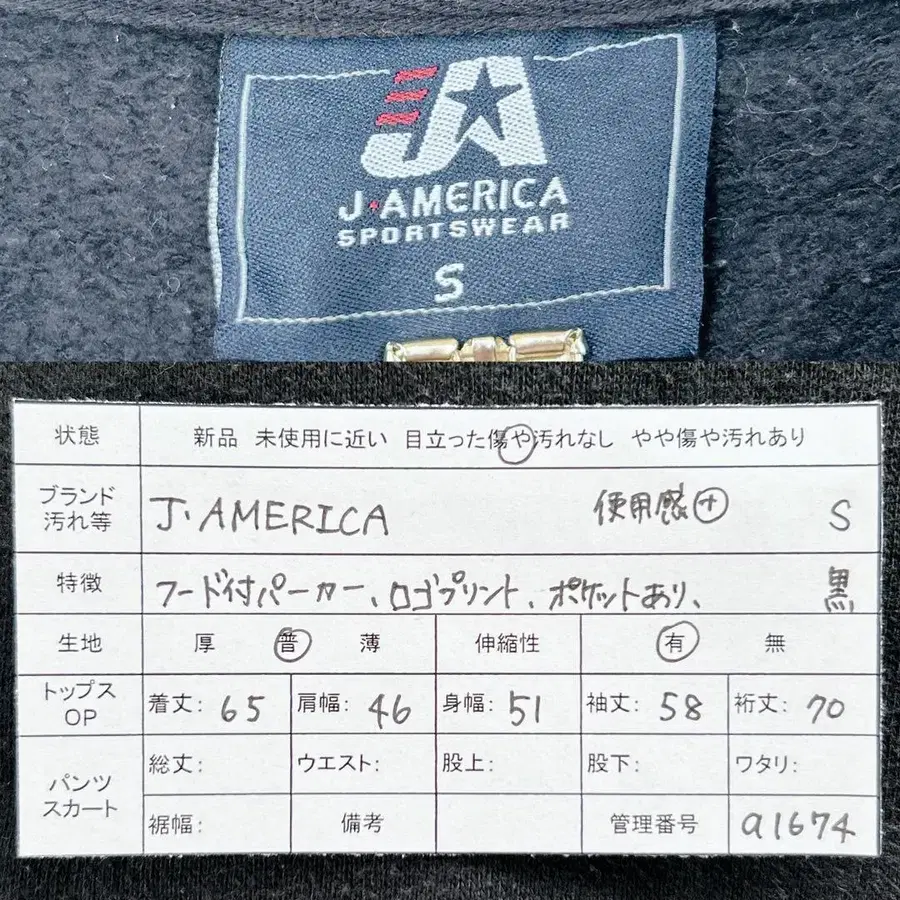 JA
J·AMERICA
SPORTSWEAR
S
状態 新品 未使用に近い 目立った傷や汚れなし やや傷や汚れあり
ブランド
汚れ等 J.AMERICA 使用感+ S
特徴 フード付パーカー、ロゴプリント、ポケットあり、 黒
生地 厚 普 薄 伸縮性 有 無
トップス
OP 着丈: 65 肩幅: 46 身幅: 51 袖丈: 58 裄丈: 70
パンツ
スカート 総丈: ウエスト: 股上: 股下: ワタリ:
裾幅: 備考 管理番号 a1674